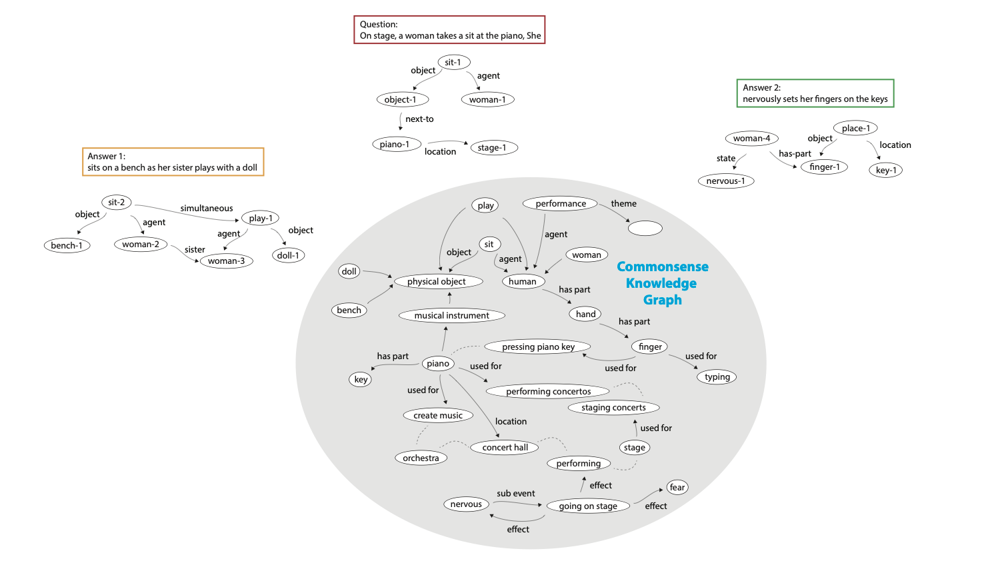 Question:
On stage, a woman takes a sit at the piano, She
sit-1
object
agent
object-1
woman-1
next-to
piano-1
location
stage-1
Answer 2:
nervously sets her fingers on the keys
place-1
woman-4
object
location
state
has-part
finger-1
key-1
nervous-1
Answer 1:
sits on a bench as her sister plays with a doll
sit-2
simultaneous
object
agent
play-1
agent
object
bench-1
woman-2
sister
woman-3
doll-1
play
performance
theme
agent
sit
object
agent
woman
doll
physical object
human
Commonsense
Knowledge
Graph
has part
bench
musical instrument
hand
has part
pressing piano key
finger
has part
piano
used for
used for
used for
key
typing
used for
performing concertos
staging concerts
create music
location
used for
orchestra
concert hall
stage
performing
effect
fear
sub event
nervous
going on stage
effect
effect